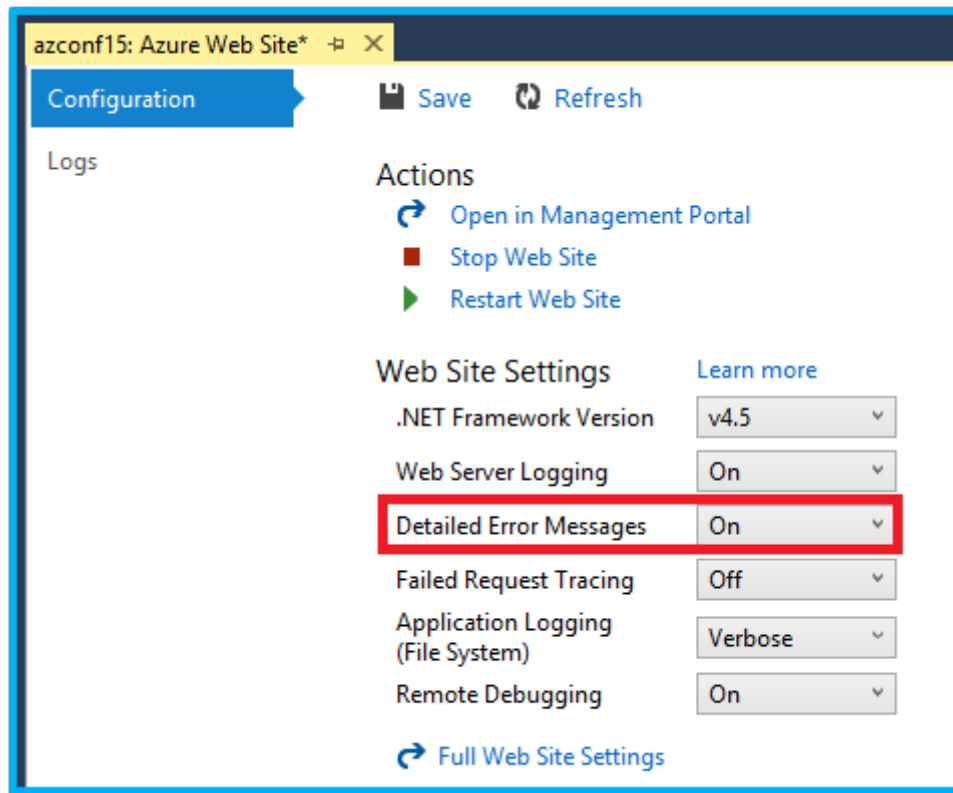 azconf15: Azure Web Site*
Configuration
Save Refresh
Logs
Actions
Open in Management Portal
Stop Web Site
Restart Web Site
Web Site Settings Learn more
.NET Framework Version v4.5
Web Server Logging On
Detailed Error Messages On
Failed Request Tracing Off
Application Logging
(File System) Verbose
Remote Debugging On
Full Web Site Settings